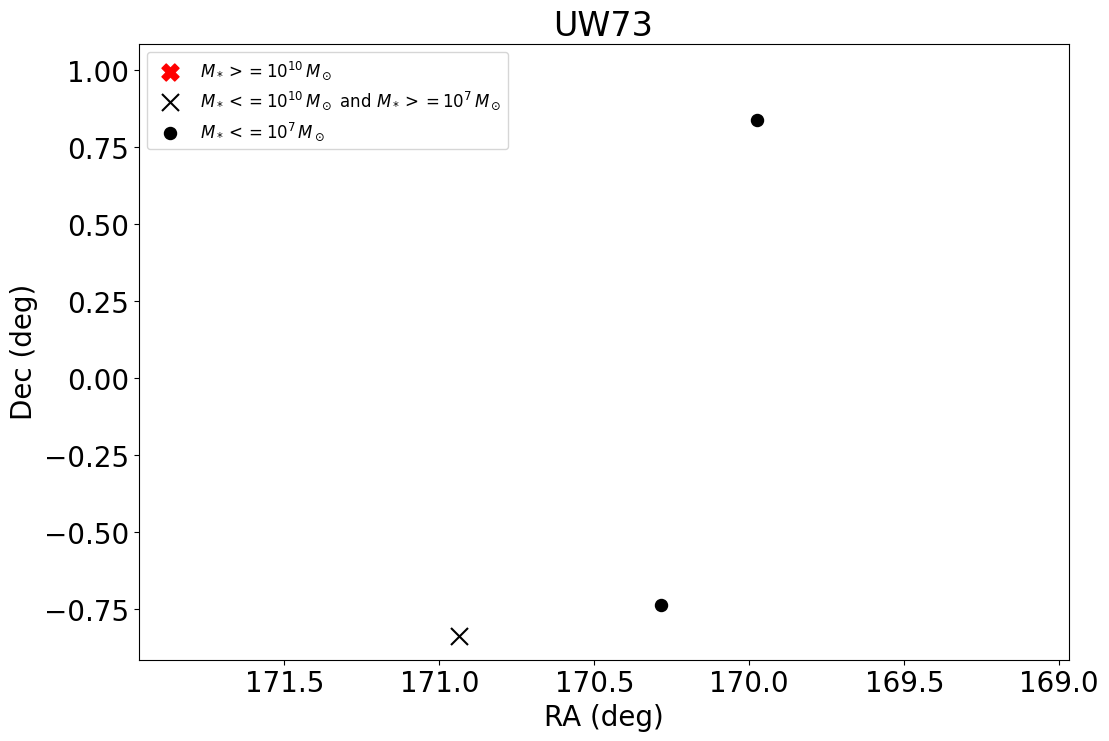 UW73
M* >= 10^10 M⊙
M* <= 10^10 M⊙ and M* >= 10^7 M⊙
M* <= 10^7 M⊙
1.00
0.75
0.50
0.25
0.00
−0.25
−0.50
−0.75
Dec (deg)
171.5 171.0 170.5 170.0 169.5 169.0
RA (deg)